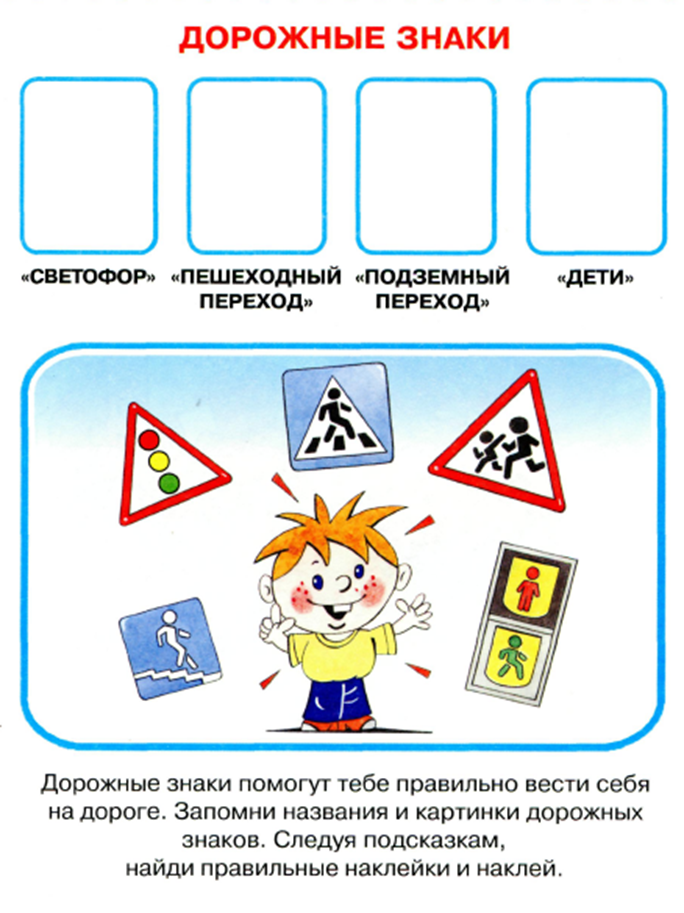 ДОРОЖНЫЕ ЗНАКИ
«СВЕТОФОР»
«ПЕШЕХОДНЫЙ
ПЕРЕХОД»
«ПОДЗЕМНЫЙ
ПЕРЕХОД»
«ДЕТИ»
Дорожные знаки помогут тебе правильно вести себя
на дороге. Запомни названия и картинки дорожных
знаков. Следуя подсказкам,
найди правильные наклейки и наклей.